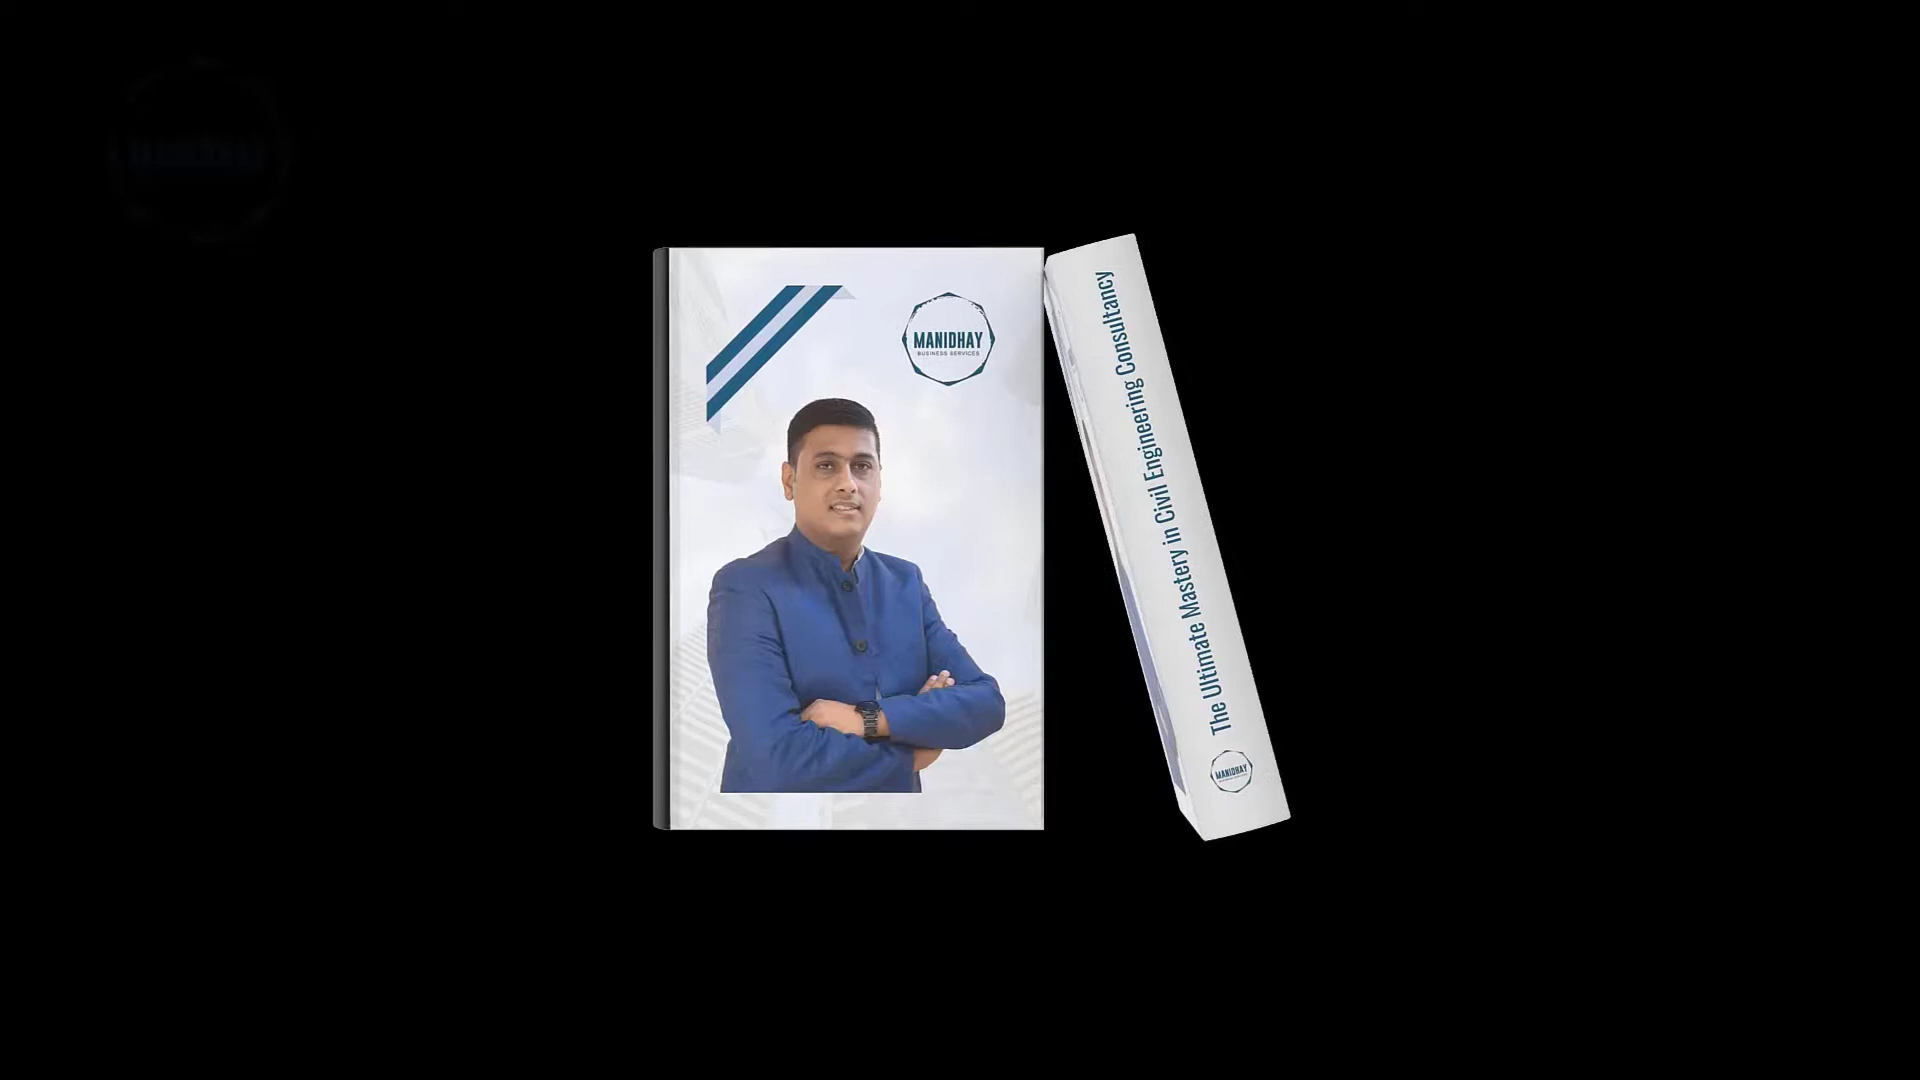 MANIDHAY
BUSINESS SERVICES
The Ultimate Mastery in Civil Engineering Consultancy
MANIDHAY